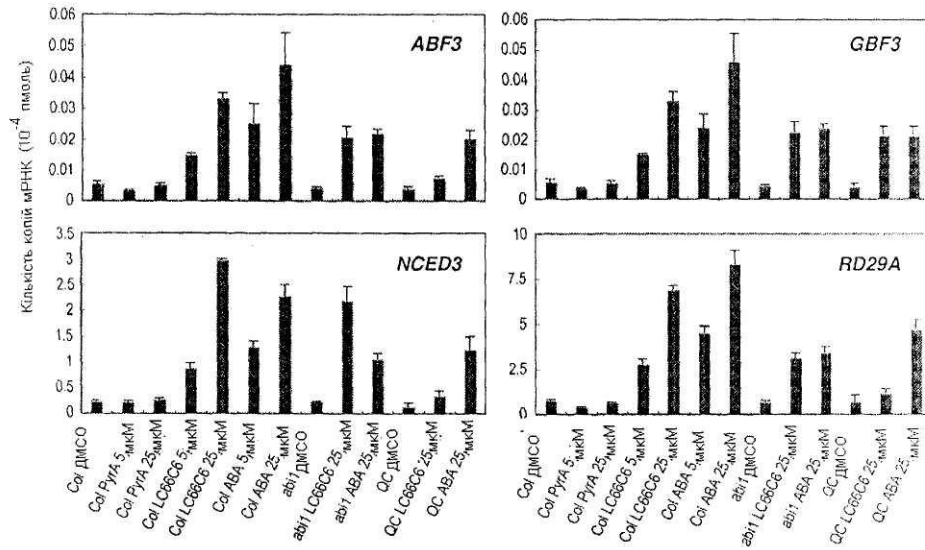 Кількість копій мРНК (10⁻⁴ пмоль)
0.06
0.05
0.04
0.03
0.02
0.01
0
ABF3
0.06
0.05
0.04
0.03
0.02
0.01
0
GBF3
3.5
3
2.5
2
1.5
1
0.5
0
NCED3
10
7.5
5
2.5
0
RD29A
Col ДМСО
Col PyrA 5,мкМ
Col PyrA 25,мкМ
Col LC66C6 5,мкМ
Col LC66C6 25,мкМ
Col ABA 5,мкМ
Col ABA 25,мкМ
abi1 ДМСО
abi1 LC66C6 25,мкМ
abi1 ABA 25,мкМ
QC ДМСО
QC LC66C6 25,мкМ
QC ABA 25,мкМ
Col ДМСО
Col PyrA 5,мкМ
Col PyrA 25,мкМ
Col LC66C6 5,мкМ
Col LC66C6 25,мкМ
Col ABA 5,мкМ
Col ABA 25,мкМ
abi1 ДМСО
abi1 LC66C6 25,мкМ
abi1 ABA 25,мкМ
QC ДМСО
QC LC66C6 25,мкМ
QC ABA 25,мкМ